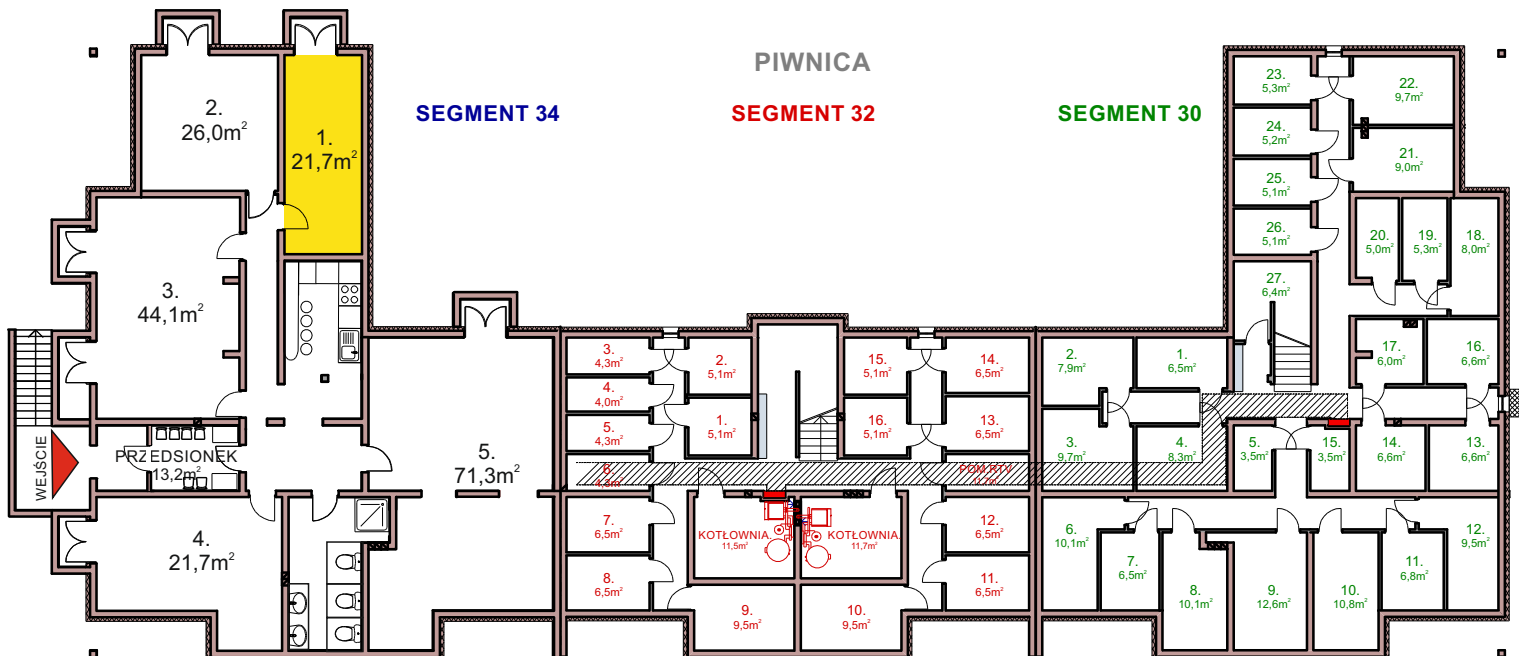 PIWNICA
SEGMENT 34
SEGMENT 32
SEGMENT 30
2.
26,0m²
1.
21,7m²
3.
44,1m²
WEJŚCIE
PRZEDSIONEK
13,2m²
4.
21,7m²
5.
71,3m²
3.
4,3m²
4.
4,0m²
5.
4,3m²
6.
4,3m²
7.
6,5m²
8.
6,5m²
2.
5,1m²
1.
5,1m²
15.
5,1m²
16.
5,1m²
14.
6,5m²
13.
6,5m²
POM.RTV
KOTŁOWNIA
11,5m²
KOTŁOWNIA
11,7m²
12.
6,5m²
11.
6,5m²
9.
9,5m²
10.
9,5m²
23.
5,3m²
24.
5,2m²
25.
5,1m²
26.
5,1m²
27.
6,4m²
22.
9,7m²
21.
9,0m²
20.
5,0m²
19.
5,3m²
18.
8,0m²
17.
6,0m²
16.
6,6m²
2.
7,9m²
1.
6,5m²
3.
9,7m²
4.
8,3m²
5.
3,5m²
15.
3,5m²
14.
6,6m²
13.
6,6m²
6.
10,1m²
7.
6,5m²
8.
10,1m²
9.
12,6m²
10.
10,8m²
11.
6,8m²
12.
9,5m²